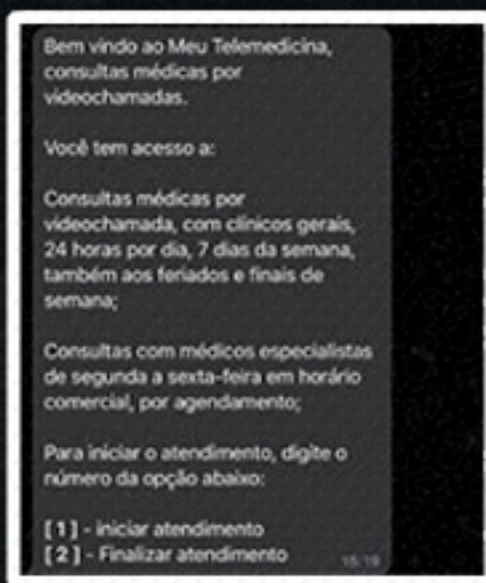 Bem vindo ao Meu Telemedicina,
consultas médicas por
videochamadas.
Você tem acesso a:
Consultas médicas por
videochamada, com clínicos gerais,
24 horas por dia, 7 dias da semana,
também aos feriados e finais de
semana;
Consultas com médicos especialistas
de segunda a sexta-feira em horário
comercial, por agendamento;
Para iniciar o atendimento, digite o
número da opção abaixo:
[ 1 ] - iniciar atendimento
[ 2 ] - Finalizar atendimento